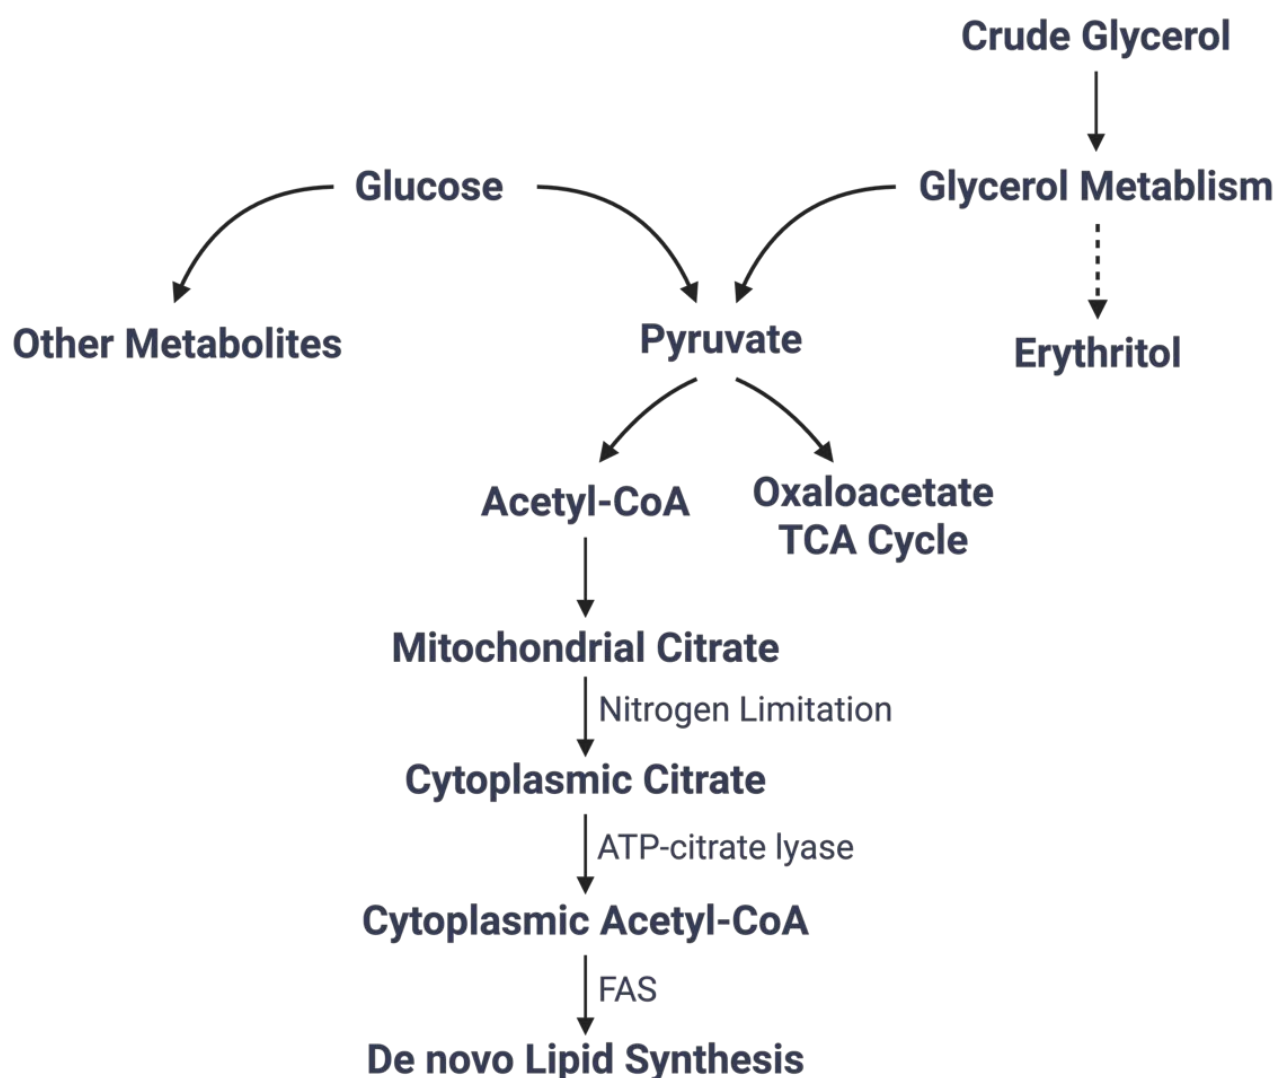 Crude Glycerol
Glucose
Glycerol Metablism
Other Metabolites
Pyruvate
Erythritol
Acetyl-CoA
Oxaloacetate
TCA Cycle
Mitochondrial Citrate
Nitrogen Limitation
Cytoplasmic Citrate
ATP-citrate lyase
Cytoplasmic Acetyl-CoA
FAS
De novo Lipid Synthesis